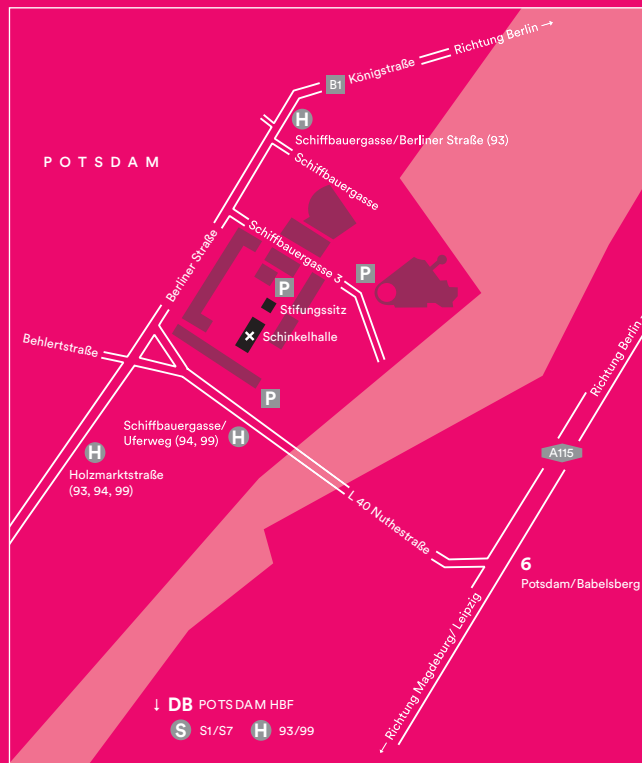 Richtung Berlin →
Königstraße
B1
H
Schiffbauergasse/Berliner Straße (93)
POTSDAM
Schiffbauergasse
Schiffbauergasse 3
Berliner Straße
P
P
Stifungssitz
Schinkelhalle
Behlertstraße
P
Schiffbauergasse/
Uferweg (94, 99)
H
H
Holzmarktstraße
(93, 94, 99)
Richtung Berlin
A115
L 40 Nuthestraße
6
Potsdam/Babelsberg
← Richtung Magdeburg/Leipzig
↓ DB POTSDAM HBF
S S1/S7 H 93/99